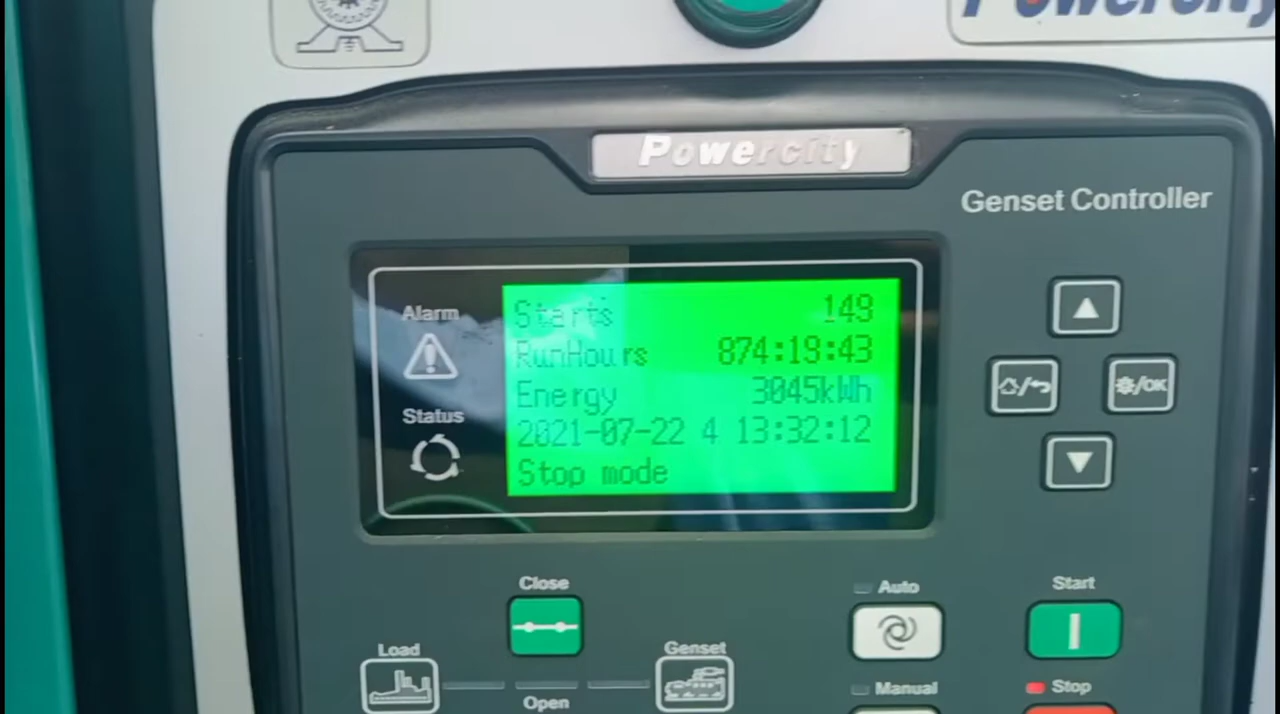 Powercity
Powercity
Genset Controller
Alarm
Status
Starts 149
RunHours 874:19:43
Energy 3045kWh
2021-07-22 4 13:32:12
Stop mode
⚙/OK
Close
Auto
Start
Load
Genset
Open
Manual
Stop